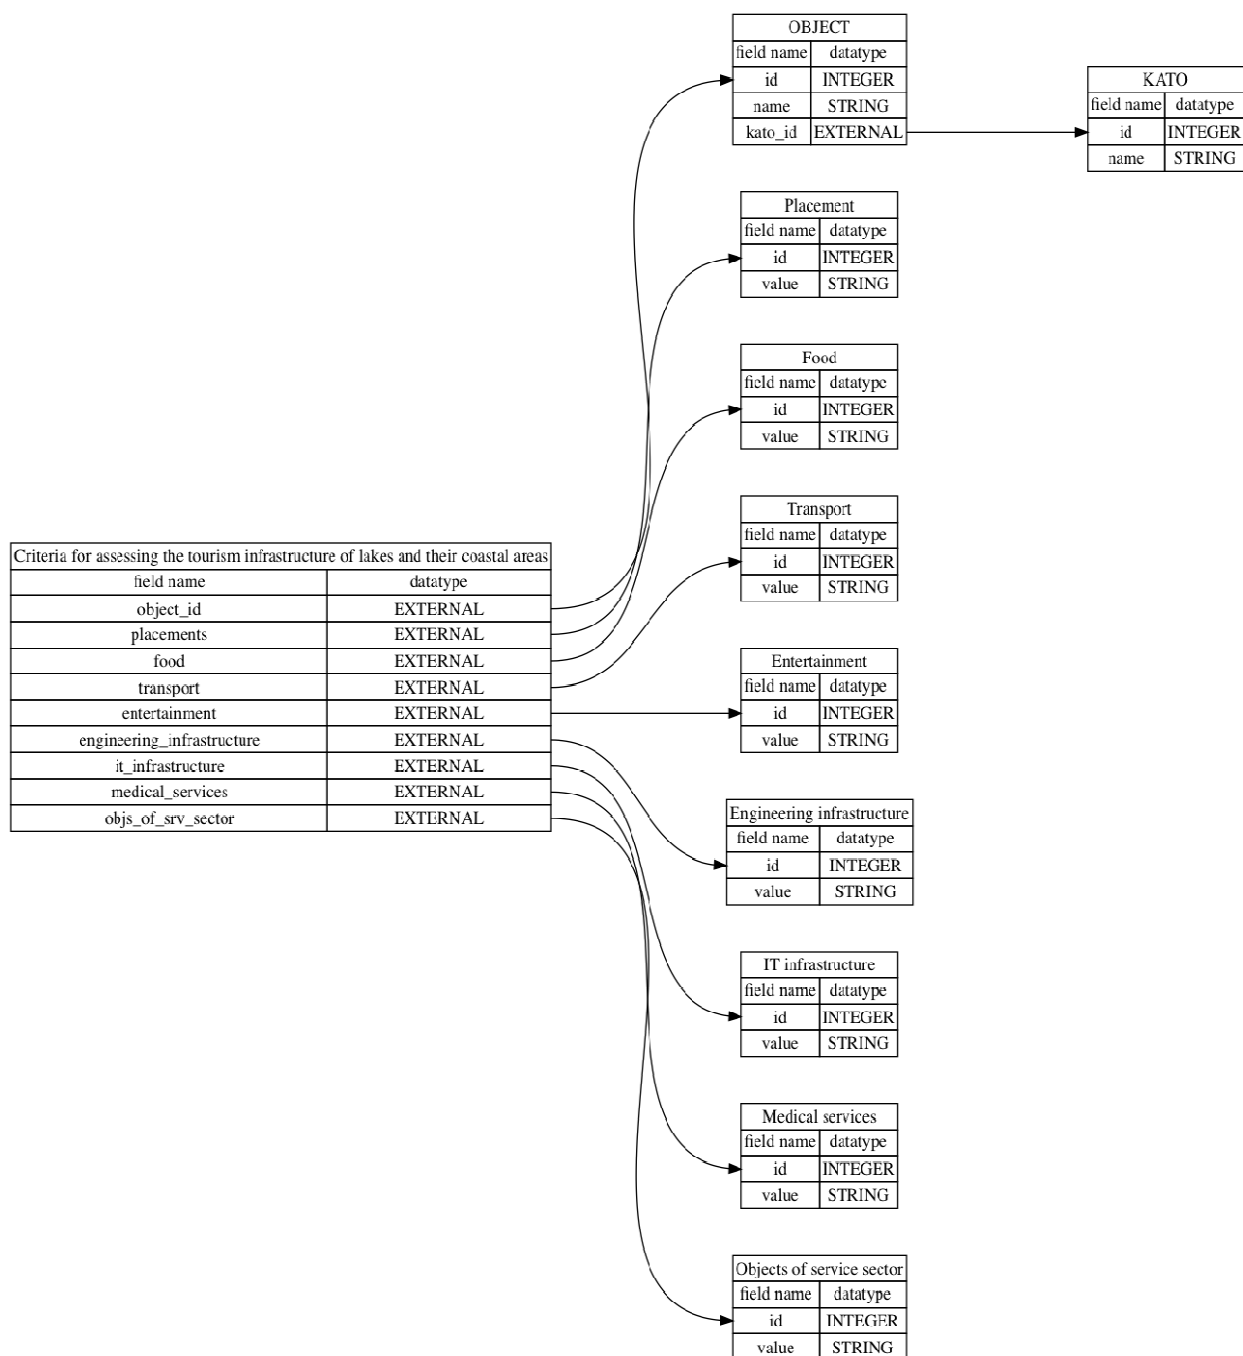 OBJECT
field name datatype
id INTEGER
name STRING
kato_id EXTERNAL
KATO
field name datatype
id INTEGER
name STRING
Placement
field name datatype
id INTEGER
value STRING
Food
field name datatype
id INTEGER
value STRING
Transport
field name datatype
id INTEGER
value STRING
Criteria for assessing the tourism infrastructure of lakes and their coastal areas
field name datatype
object_id EXTERNAL
placements EXTERNAL
food EXTERNAL
transport EXTERNAL
entertainment EXTERNAL
engineering_infrastructure EXTERNAL
it_infrastructure EXTERNAL
medical_services EXTERNAL
objs_of_srv_sector EXTERNAL
Entertainment
field name datatype
id INTEGER
value STRING
Engineering infrastructure
field name datatype
id INTEGER
value STRING
IT infrastructure
field name datatype
id INTEGER
value STRING
Medical services
field name datatype
id INTEGER
value STRING
Objects of service sector
field name datatype
id INTEGER
value STRING